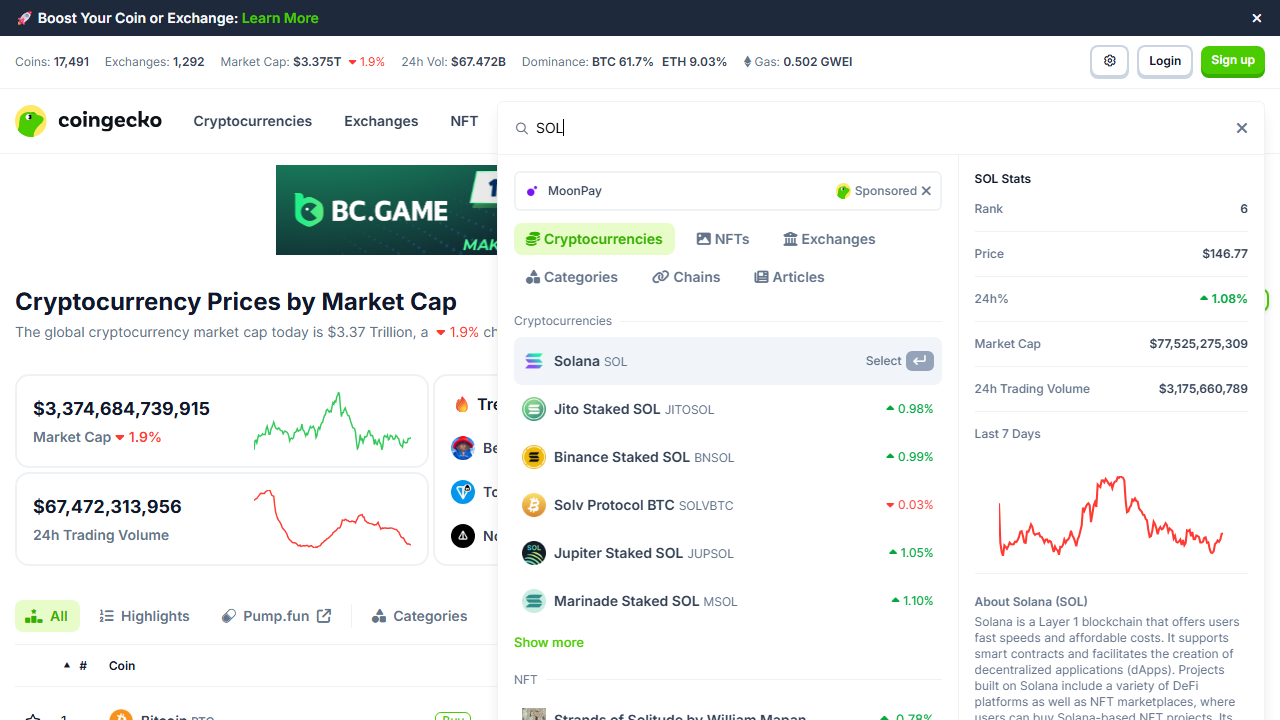 🚀 Boost Your Coin or Exchange: Learn More
Coins: 17,491 Exchanges: 1,292 Market Cap: $3.375T 1.9% 24h Vol: $67.472B Dominance: BTC 61.7% ETH 9.03% Gas: 0.502 GWEI
Login
Sign up
coingecko
Cryptocurrencies
Exchanges
NFT
SOL
BC.GAME
MoonPay
Sponsored
Cryptocurrencies
NFTs
Exchanges
Categories
Chains
Articles
Cryptocurrencies
Solana SOL Select
Jito Staked SOL JITOSOL 0.98%
Binance Staked SOL BNSOL 0.99%
Solv Protocol BTC SOLVBTC 0.03%
Jupiter Staked SOL JUPSOL 1.05%
Marinade Staked SOL MSOL 1.10%
Show more
NFT
Strands of Solitude by William Mapan 0.78%
SOL Stats
Rank 6
Price $146.77
24h% 1.08%
Market Cap $77,525,275,309
24h Trading Volume $3,175,660,789
Last 7 Days
About Solana (SOL)
Solana is a Layer 1 blockchain that offers users
fast speeds and affordable costs. It supports
smart contracts and facilitates the creation of
decentralized applications (dApps). Projects
built on Solana include a variety of DeFi
platforms as well as NFT marketplaces, where
users can buy Solana-based NFT projects. Its
Cryptocurrency Prices by Market Cap
The global cryptocurrency market cap today is $3.37 Trillion, a 1.9% ch
$3,374,684,739,915
Market Cap 1.9%
$67,472,313,956
24h Trading Volume
Tre
Be
To
No
All
Highlights
Pump.fun
Categories
# Coin
1 Bitcoin BTC Buy